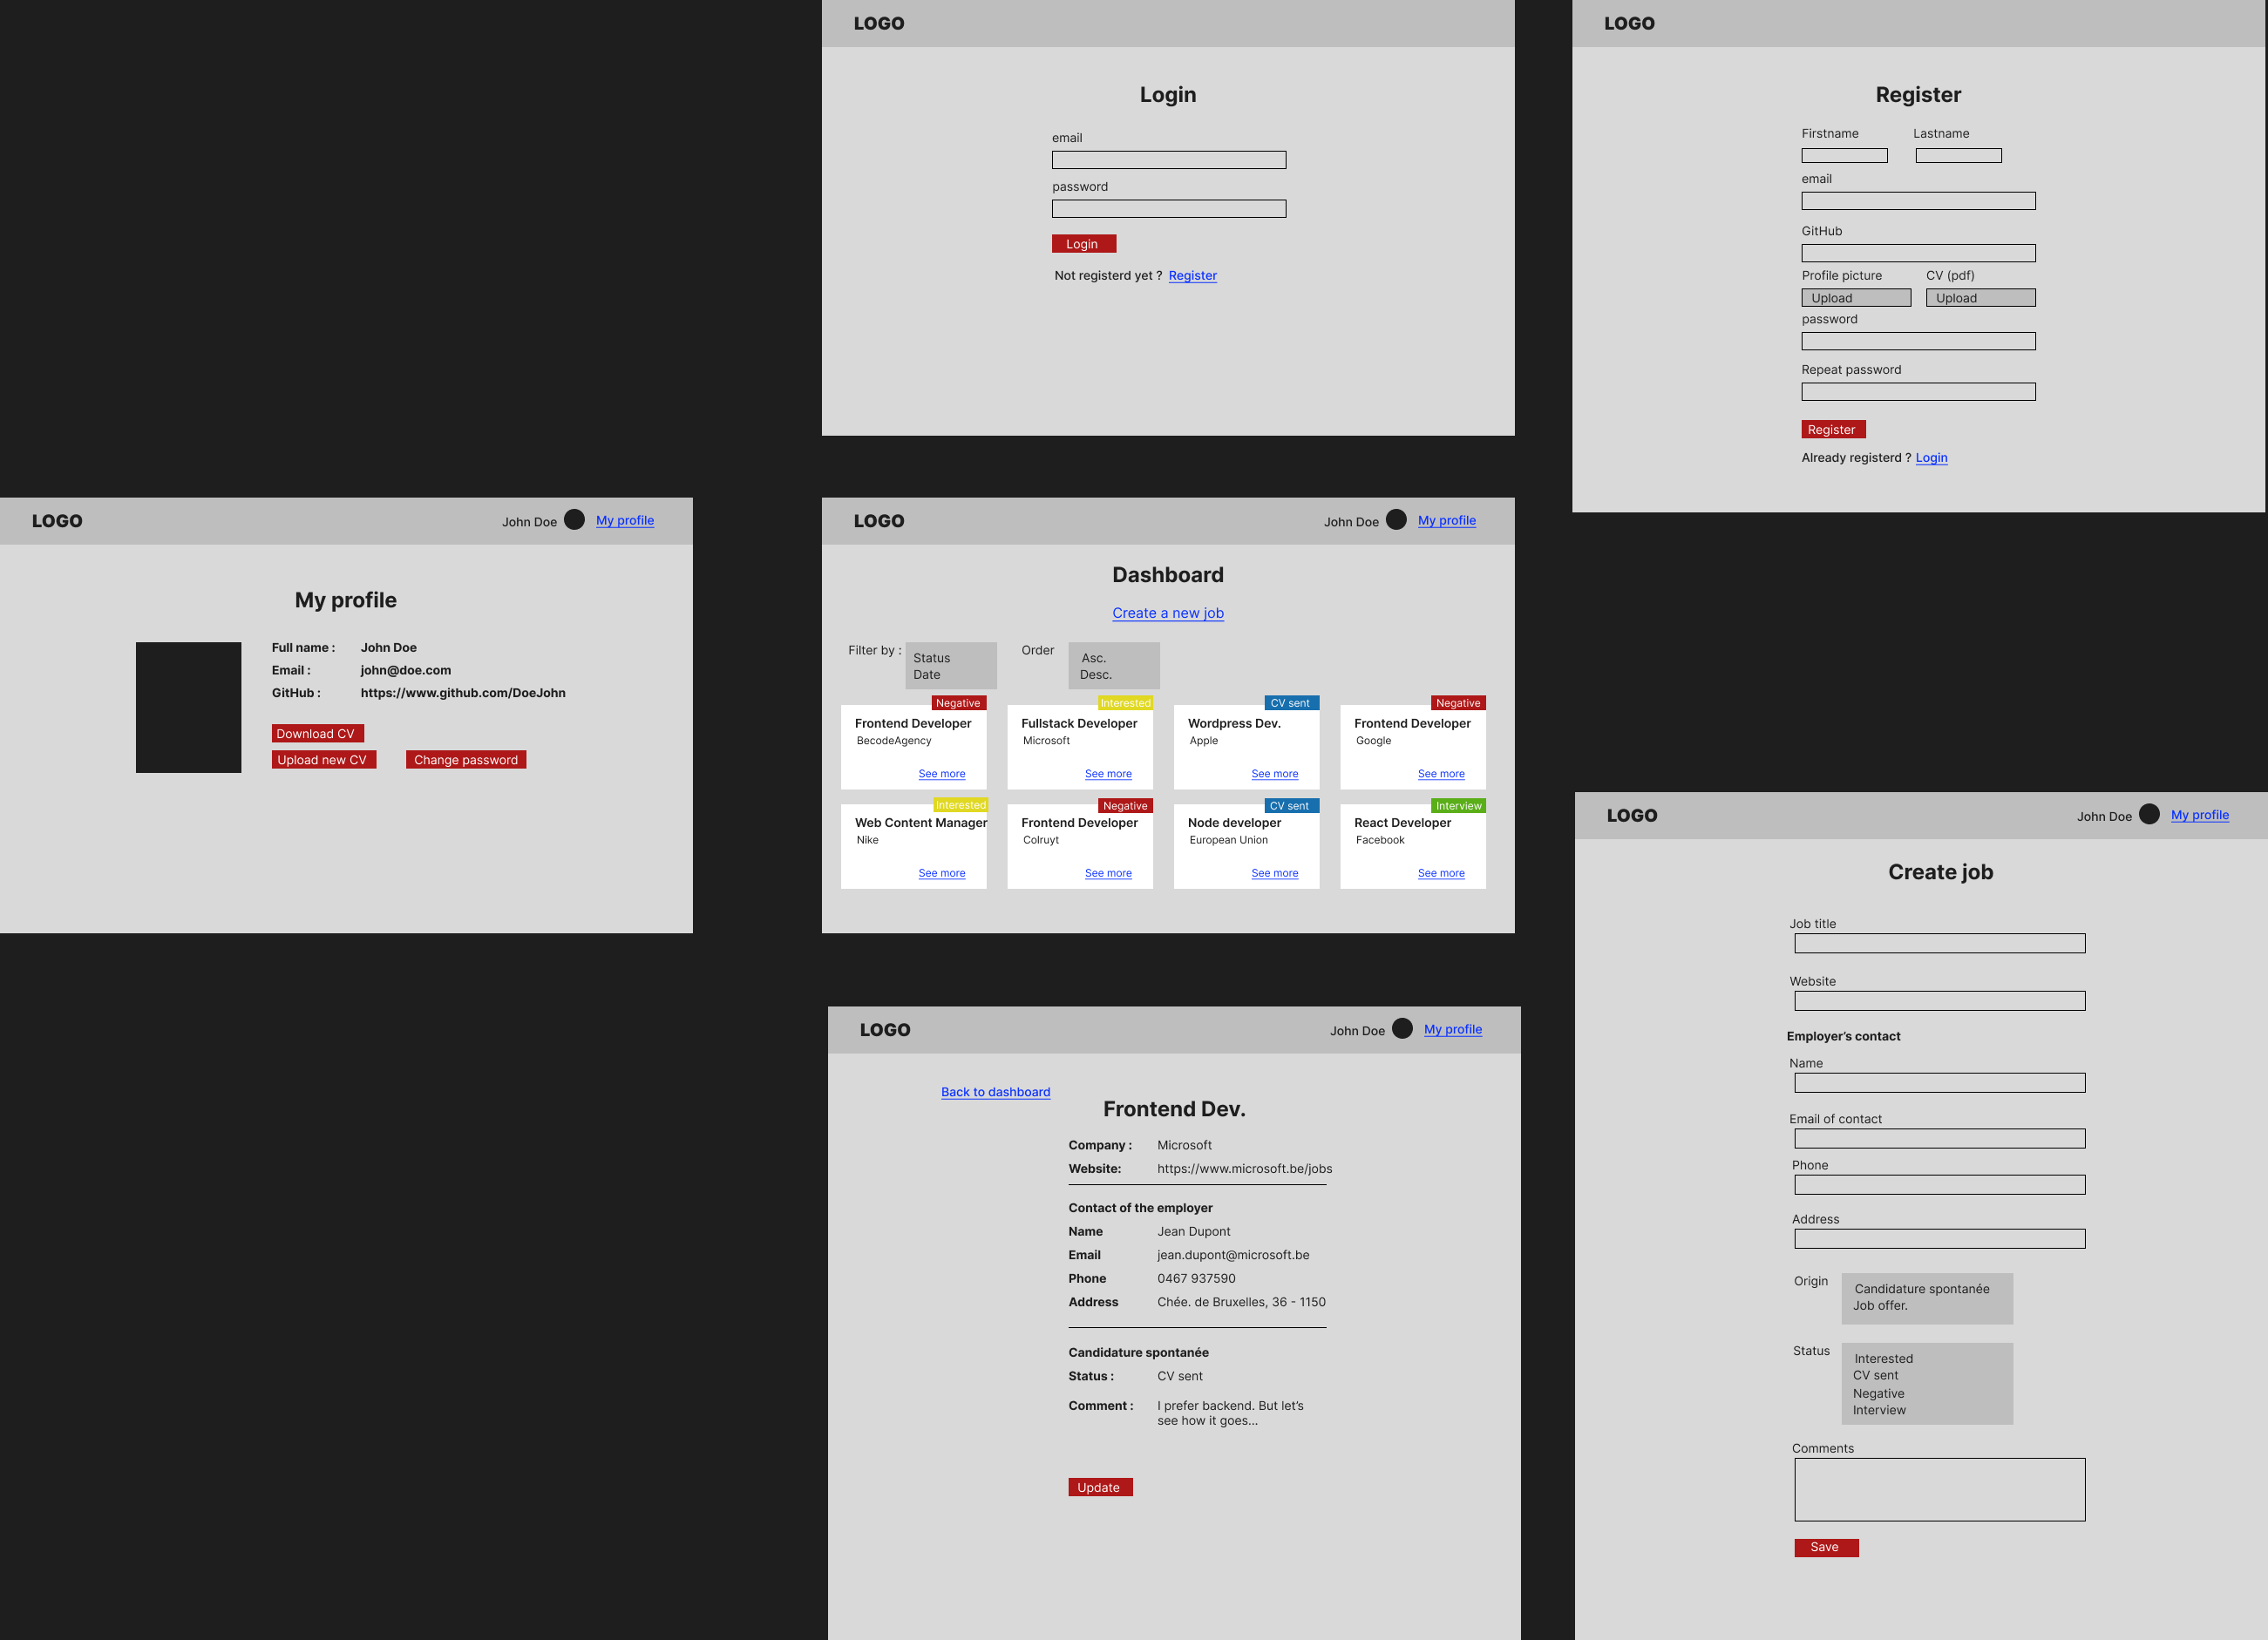 LOGO
Login
email
password
Login
Not registerd yet ? Register
LOGO
Register
Firstname Lastname
email
GitHub
Profile picture CV (pdf)
Upload Upload
password
Repeat password
Register
Already registerd ? Login
LOGO John Doe My profile
My profile
Full name : John Doe
Email : john@doe.com
GitHub : https://www.github.com/DoeJohn
Download CV
Upload new CV Change password
LOGO John Doe My profile
Dashboard
Create a new job
Filter by : Status Order Asc.
Date Desc.
Negative Interested CV sent Negative
Frontend Developer Fullstack Developer Wordpress Dev. Frontend Developer
BecodeAgency Microsoft Apple Google
See more See more See more See more
Interested Negative CV sent Interview
Web Content Manager Frontend Developer Node developer React Developer
Nike Colruyt European Union Facebook
See more See more See more See more
LOGO John Doe My profile
Back to dashboard
Frontend Dev.
Company : Microsoft
Website: https://www.microsoft.be/jobs
Contact of the employer
Name Jean Dupont
Email jean.dupont@microsoft.be
Phone 0467 937590
Address Chée. de Bruxelles, 36 - 1150
Candidature spontanée
Status : CV sent
Comment : I prefer backend. But let's
see how it goes...
Update
LOGO John Doe My profile
Create job
Job title
Website
Employer's contact
Name
Email of contact
Phone
Address
Origin Candidature spontanée
Job offer.
Status Interested
CV sent
Negative
Interview
Comments
Save